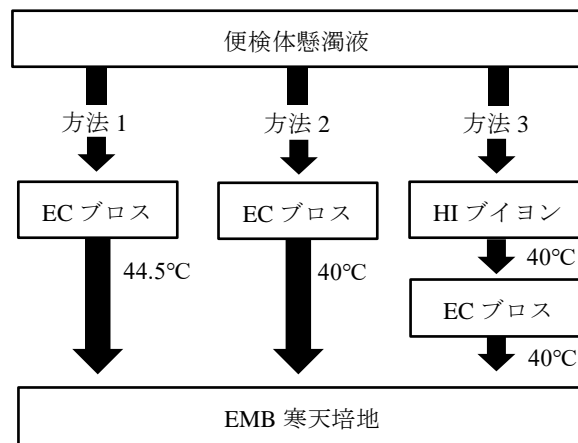 便検体懸濁液
方法 1
方法 2
方法 3
EC ブロス
EC ブロス
HI ブイヨン
44.5℃
40℃
40℃
EC ブロス
40℃
EMB 寒天培地